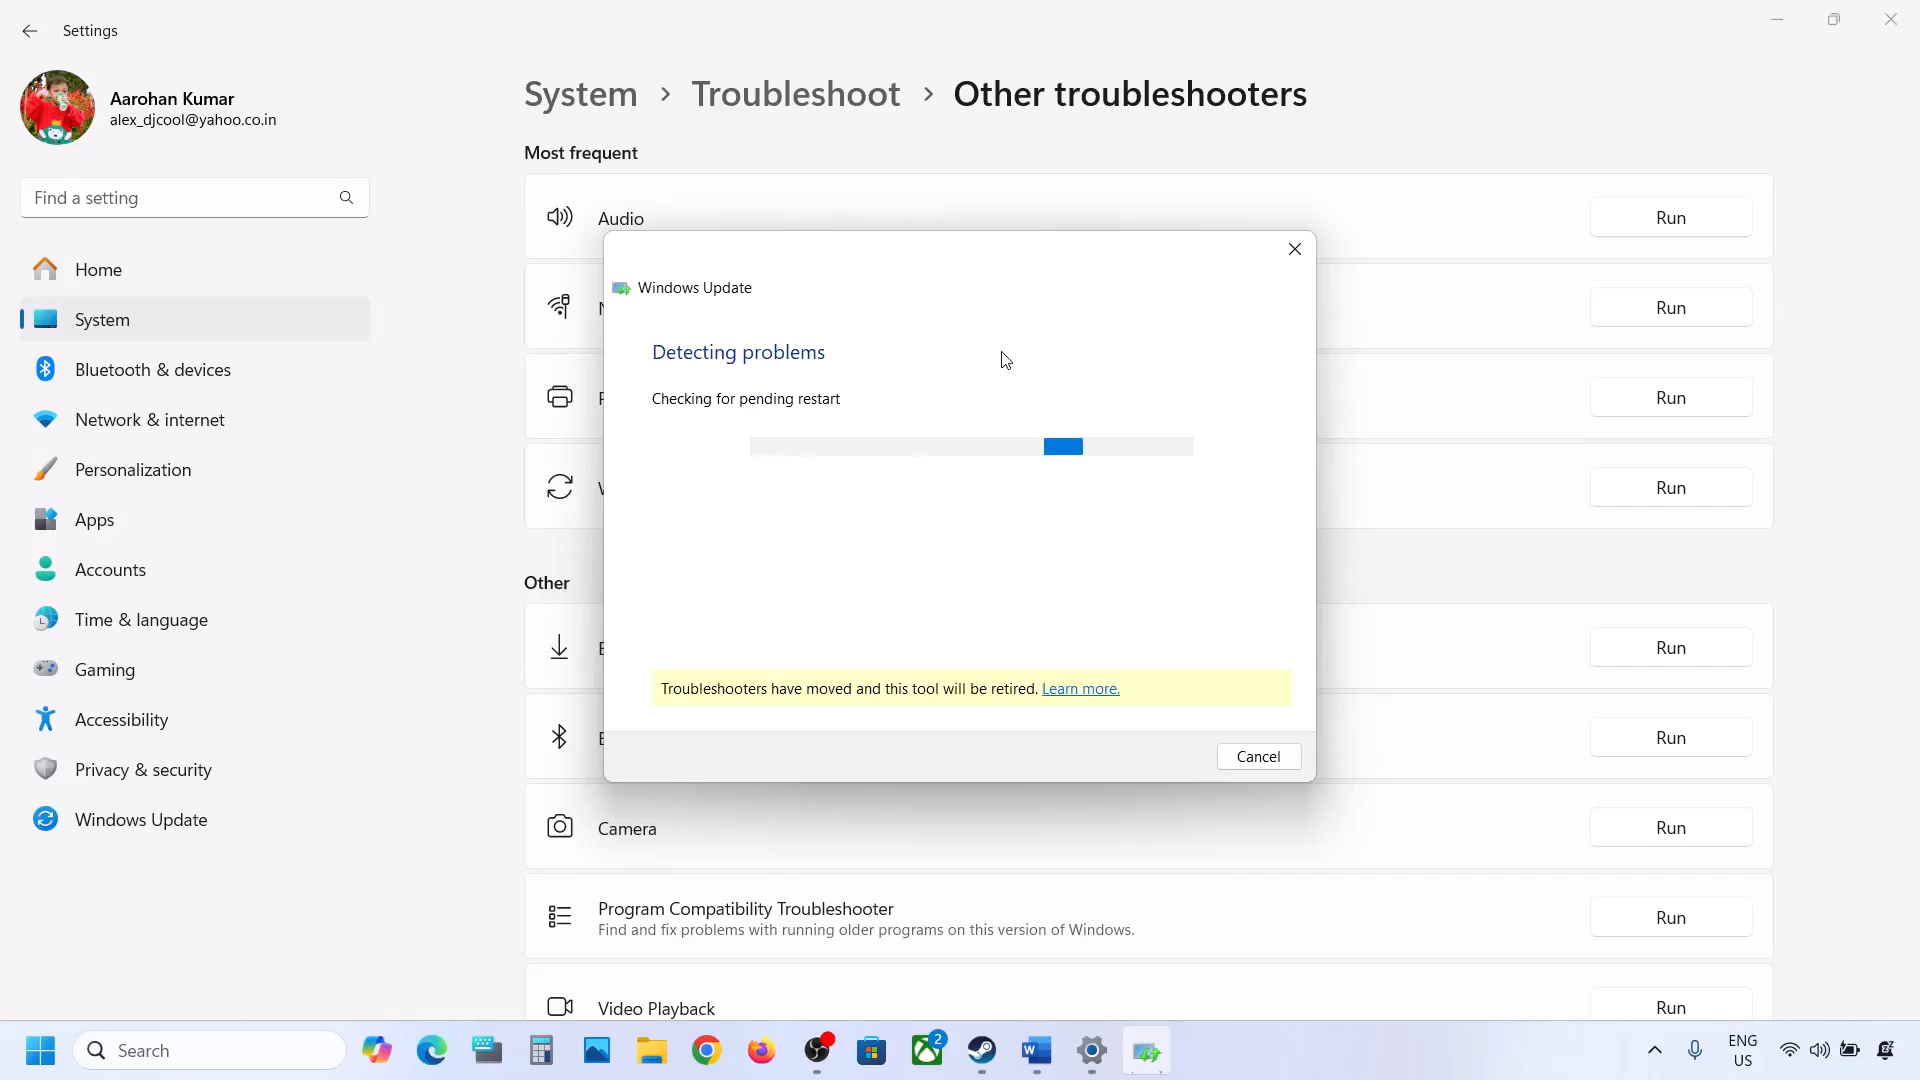 Settings
Aarohan Kumar
alex_djcool@yahoo.co.in
Find a setting
Home
System
Bluetooth & devices
Network & internet
Personalization
Apps
Accounts
Time & language
Gaming
Accessibility
Privacy & security
Windows Update
System > Troubleshoot > Other troubleshooters
Most frequent
Audio
Run
Run
Run
Run
Windows Update
Detecting problems
Checking for pending restart
Troubleshooters have moved and this tool will be retired. Learn more.
Cancel
Other
Run
Run
Camera
Run
Program Compatibility Troubleshooter
Find and fix problems with running older programs on this version of Windows.
Run
Video Playback
Run
Search
2
ENG
US